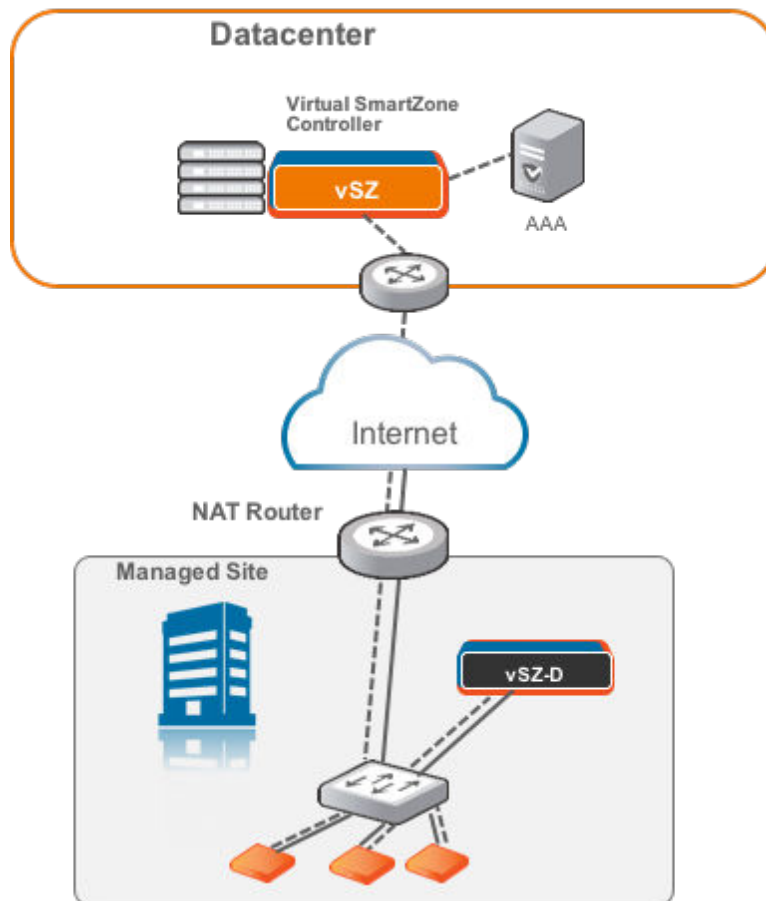 Datacenter
Virtual SmartZone
Controller
vSZ
AAA
Internet
NAT Router
Managed Site
vSZ-D